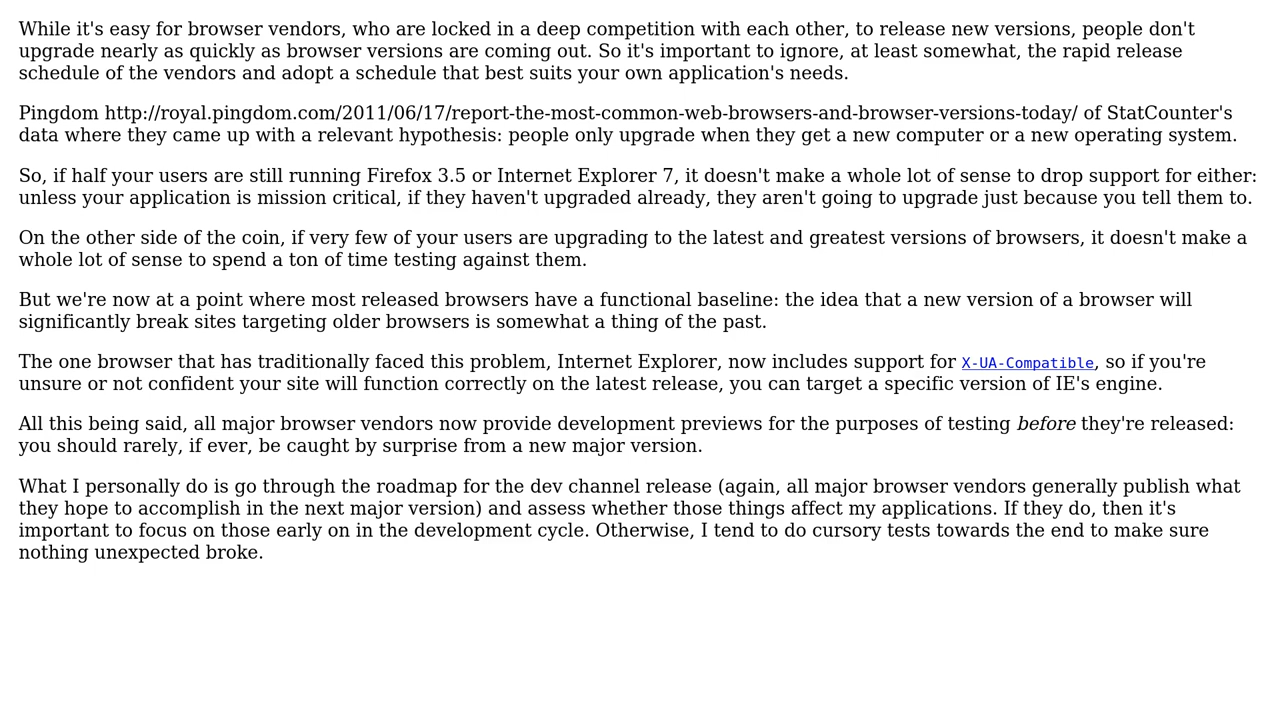 While it's easy for browser vendors, who are locked in a deep competition with each other, to release new versions, people don't
upgrade nearly as quickly as browser versions are coming out. So it's important to ignore, at least somewhat, the rapid release
schedule of the vendors and adopt a schedule that best suits your own application's needs.
Pingdom http://royal.pingdom.com/2011/06/17/report-the-most-common-web-browsers-and-browser-versions-today/ of StatCounter's
data where they came up with a relevant hypothesis: people only upgrade when they get a new computer or a new operating system.
So, if half your users are still running Firefox 3.5 or Internet Explorer 7, it doesn't make a whole lot of sense to drop support for either:
unless your application is mission critical, if they haven't upgraded already, they aren't going to upgrade just because you tell them to.
On the other side of the coin, if very few of your users are upgrading to the latest and greatest versions of browsers, it doesn't make a
whole lot of sense to spend a ton of time testing against them.
But we're now at a point where most released browsers have a functional baseline: the idea that a new version of a browser will
significantly break sites targeting older browsers is somewhat a thing of the past.
The one browser that has traditionally faced this problem, Internet Explorer, now includes support for X-UA-Compatible, so if you're
unsure or not confident your site will function correctly on the latest release, you can target a specific version of IE's engine.
All this being said, all major browser vendors now provide development previews for the purposes of testing before they're released:
you should rarely, if ever, be caught by surprise from a new major version.
What I personally do is go through the roadmap for the dev channel release (again, all major browser vendors generally publish what
they hope to accomplish in the next major version) and assess whether those things affect my applications. If they do, then it's
important to focus on those early on in the development cycle. Otherwise, I tend to do cursory tests towards the end to make sure
nothing unexpected broke.